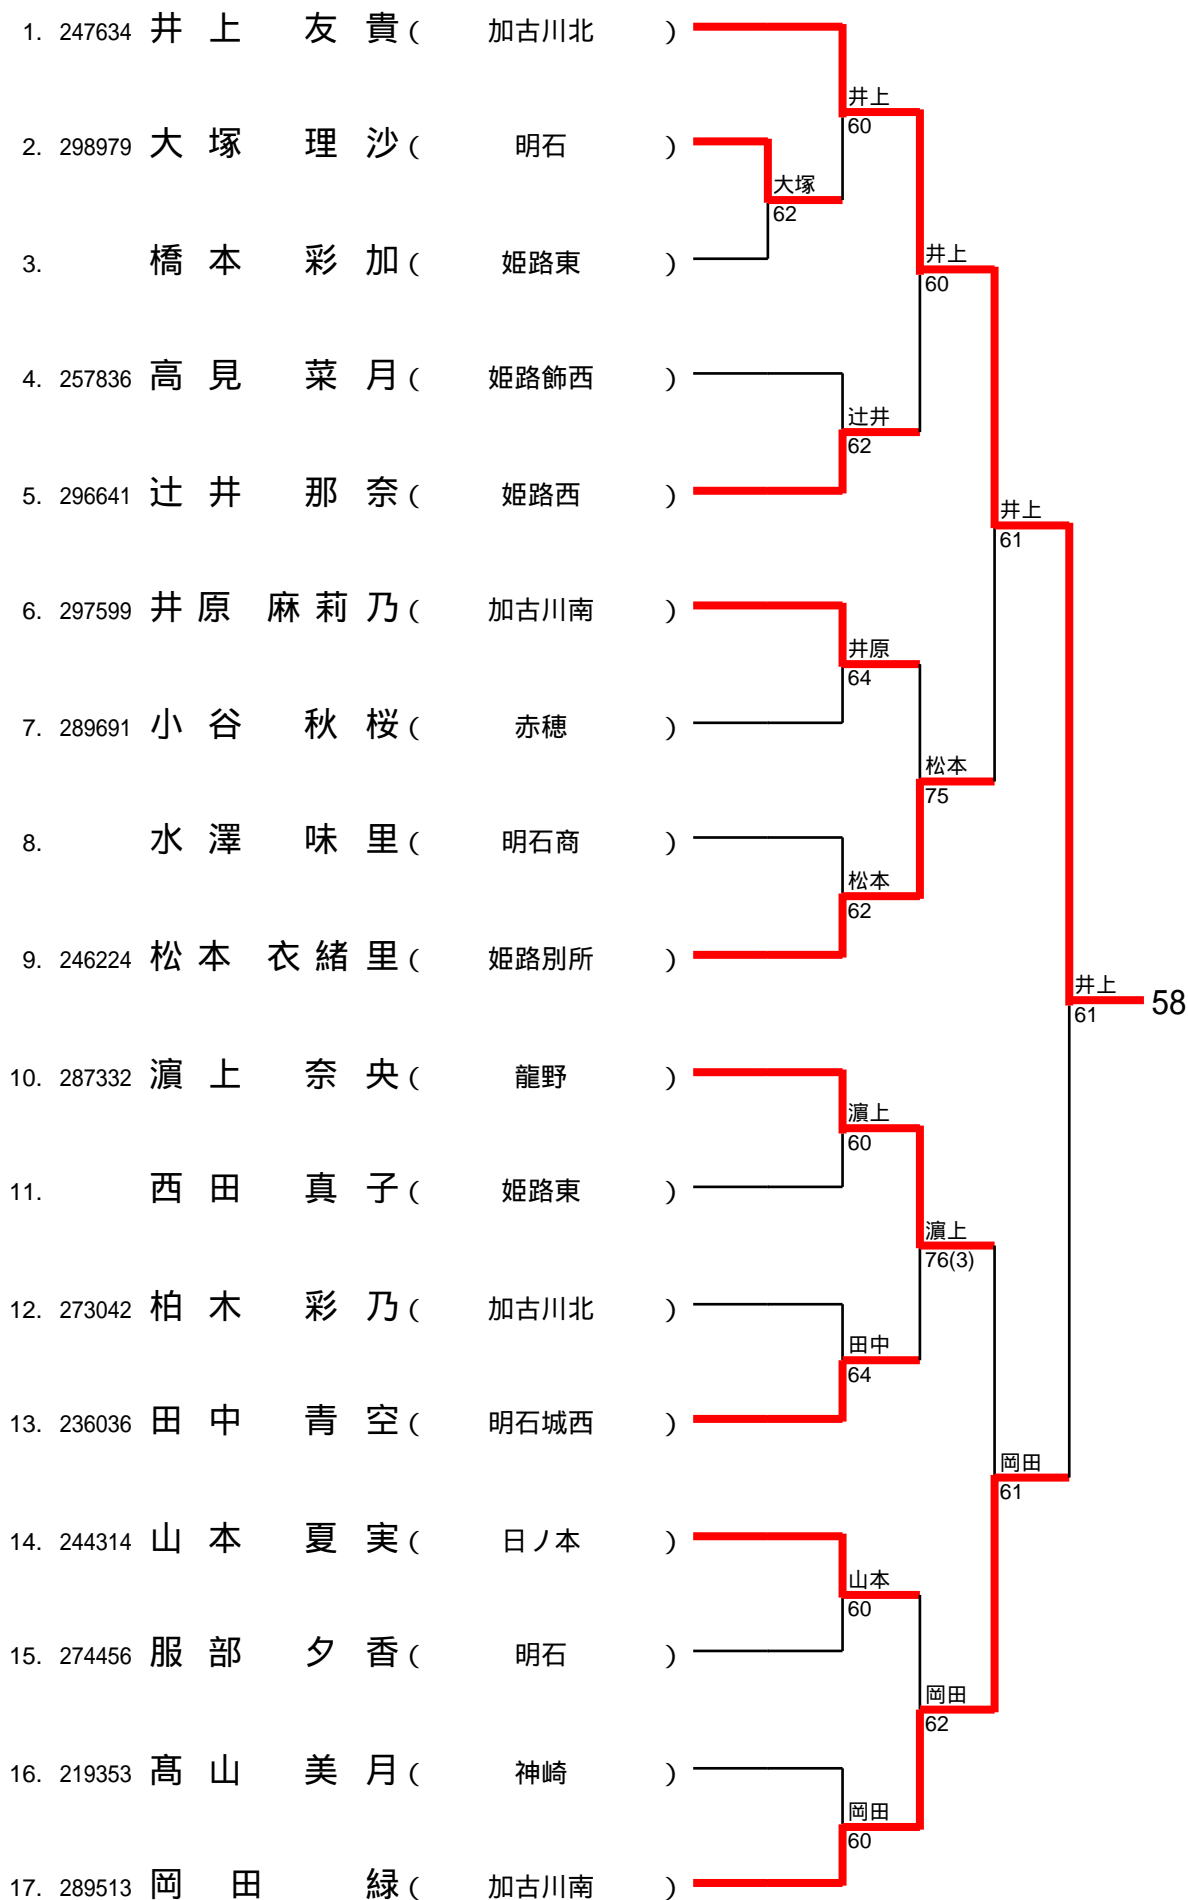 1. 247634 井上 友貴 ( 加古川北 )
井上
60
2. 298979 大塚 理沙 ( 明石 )
大塚
62
3. 橋本 彩加 ( 姫路東 )
井上
60
4. 257836 高見 菜月 ( 姫路飾西 )
辻井
62
5. 296641 辻井 那奈 ( 姫路西 )
井上
61
6. 297599 井原 麻莉乃 ( 加古川南 )
井原
64
7. 289691 小谷 秋桜 ( 赤穂 )
松本
75
8. 水澤 味里 ( 明石商 )
松本
62
9. 246224 松本 衣緒里 ( 姫路別所 )
井上
61
58
10. 287332 濵上 奈央 ( 龍野 )
濵上
60
11. 西田 真子 ( 姫路東 )
濵上
76(3)
12. 273042 柏木 彩乃 ( 加古川北 )
田中
64
13. 236036 田中 青空 ( 明石城西 )
岡田
61
14. 244314 山本 夏実 ( 日ノ本 )
山本
60
15. 274456 服部 夕香 ( 明石 )
岡田
62
16. 219353 髙山 美月 ( 神崎 )
岡田
60
17. 289513 岡田 緑 ( 加古川南 )